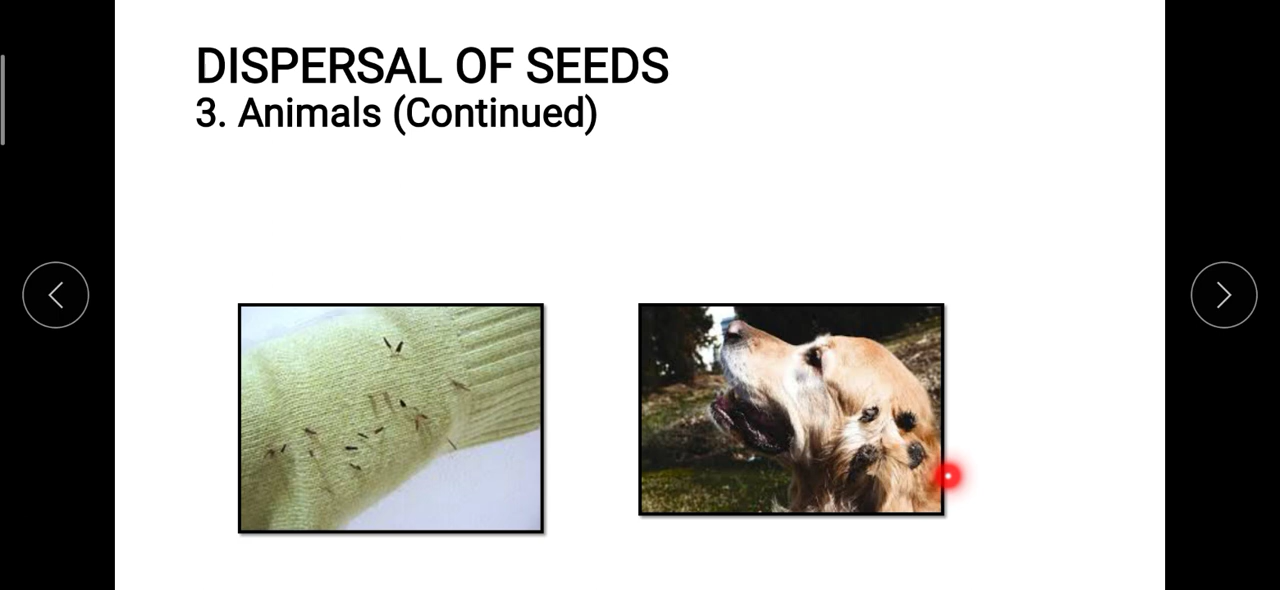 DISPERSAL OF SEEDS
3. Animals (Continued)